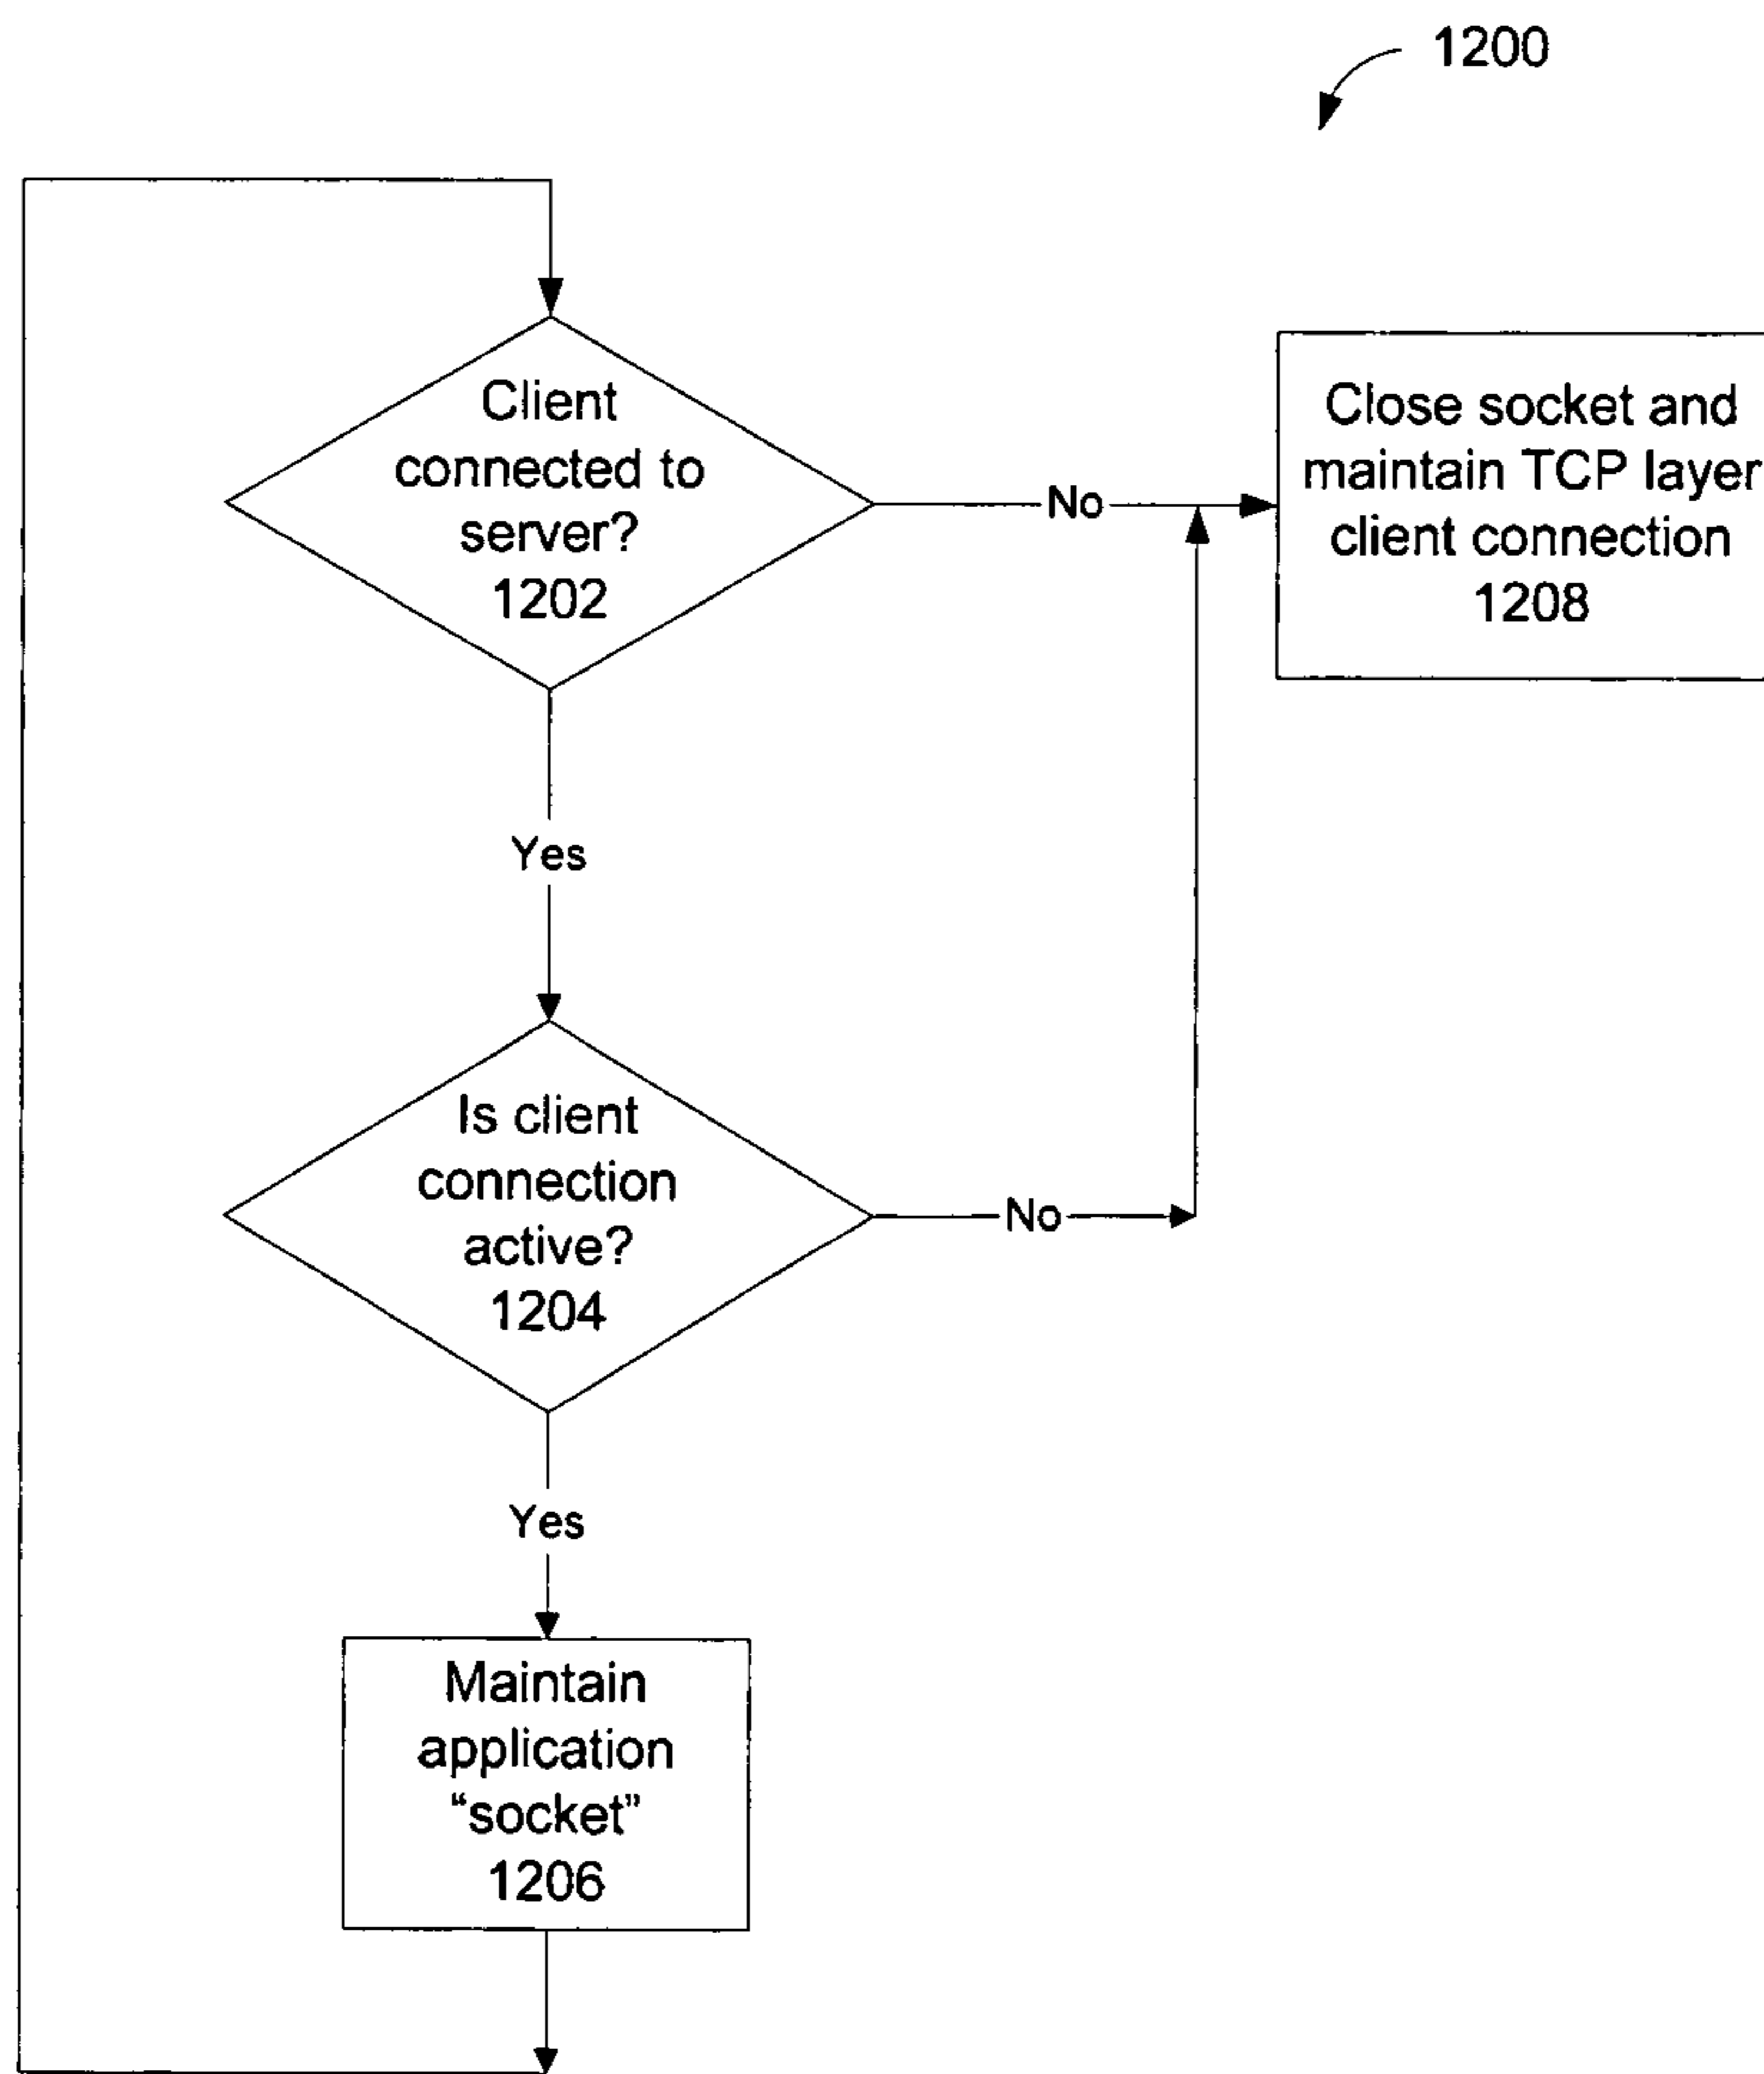 1200
Client
connected to
server?
1202
No
Close socket and
maintain TCP layer
client connection
1208
Yes
Is client
connection
active?
1204
No
Yes
Maintain
application
“socket”
1206